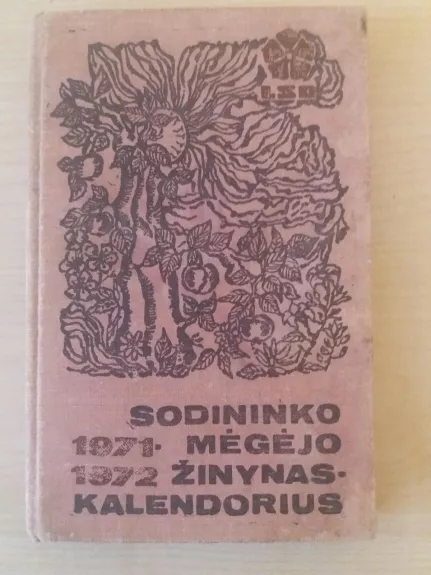 LSD
SODININKO
1971- MĖGĖJO
1972 ŽINYNAS-
KALENDORIUS